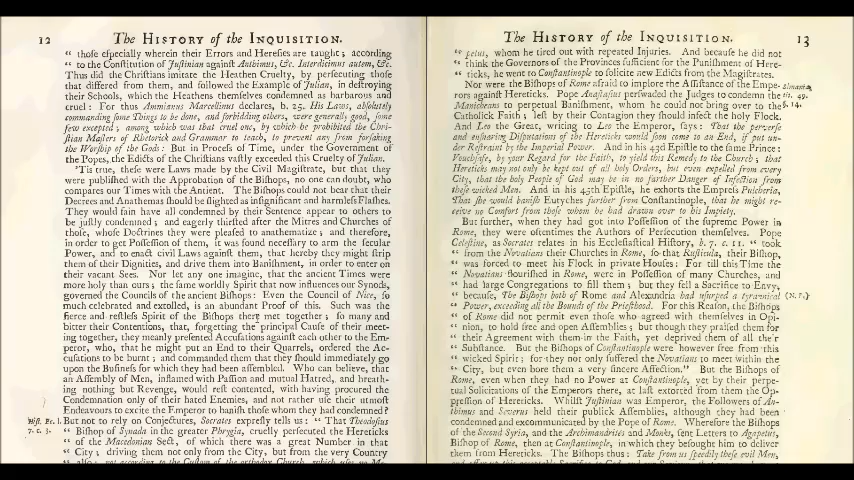 12 The HISTORY of the INQUISITION.
“ thoſe eſpecially wherein their Errors and Hereſies are taught; according
“ to the Conſtitution of Juſtinian againſt Anthimus, &c. Interdicimus autem, &c.
Thus did the Chriſtians imitate the Heathen Cruelty, by perſecuting thoſe
that differed from them, and followed the Example of Julian, in deſtroying
their Schools, which the Heathens themſelves condemned as barbarous and
cruel: For thus Ammianus Marcellinus declares, b. 25. His Laws, abſolutely
commanding ſome Things to be done, and forbidding others, were generally good, ſome
few excepted; among which was that cruel one, by which he prohibited the Chri-
ſtian Maſters of Rhetorick and Grammar to teach, to prevent any from forſaking
the Worſhip of the Gods: But in Proceſs of Time, under the Government of
the Popes, the Edicts of the Chriſtians vaſtly exceeded this Cruelty of Julian.
'Tis true, theſe were Laws made by the Civil Magiſtrate, but that they
were publiſhed with the Approbation of the Biſhops, no one can doubt, who
compares our Times with the Antient. The Biſhops could not bear that their
Decrees and Anathemas ſhould be ſlighted as inſignificant and harmleſs Flaſhes.
They would fain have all condemned by their Sentence appear to others to
be juſtly condemned; and eagerly thirſted after the Mitres and Churches of
thoſe, whoſe Doctrines they were pleaſed to anathematize; and therefore,
in order to get Poſſeſſion of them, it was found neceſſary to arm the ſecular
Power, and to enact civil Laws againſt them, that hereby they might ſtrip
them of their Dignities, and drive them into Baniſhment, in order to enter on
their vacant Sees. Nor let any one imagine, that the ancient Times were
more holy than ours; the ſame worldly Spirit that now influences our Synods,
governed the Councils of the ancient Biſhops: Even the Council of Nice, ſo
much celebrated and extolled, is an abundant Proof of this. Such was the
fierce and reſtleſs Spirit of the Biſhops there met together; ſo many and
bitter their Contentions, that, forgetting the principal Cauſe of their meet-
ing together, they meanly preſented Accuſations againſt each other to the Em-
peror, who, that he might put an End to their Quarrels, ordered the Ac-
cuſations to be burnt; and commanded them that they ſhould immediately go
upon the Buſineſs for which they had been aſſembled. Who can believe, that
an Aſſembly of Men, inflamed with Paſſion and mutual Hatred, and breath-
ing nothing but Revenge, would reſt contented, with having procured the
Condemnation only of their hated Enemies, and not rather uſe their utmoſt
Endeavours to excite the Emperor to baniſh thoſe whom they had condemned?
Hiſt. Ec. l. But not to rely on Conjectures, Socrates expreſly tells us: “ That Theodoſius
7. c. 3. “ Biſhop of Synada in the greater Phrygia, cruelly perſecuted the Hereticks
“ of the Macedonian Sect, of which there was a great Number in that
“ City; driving them not only from the City, but from the very Country
“ alſo; not according to the Cuſtom of the orthodox Church, which uſes no
The HISTORY of the INQUISITION. 13
“ petus, whom he tired out with repeated Injuries. And becauſe he did not
“ think the Governors of the Provinces ſufficient for the Puniſhment of Here-
“ ticks, he went to Conſtantinople to ſolicite new Edicts from the Magiſtrates.
Nor were the Biſhops of Rome afraid to implore the Aſſiſtance of the Empe-
rors againſt Hereticks. Pope Anaſtaſius perſwaded the Judges to condemn the
Manicheans to perpetual Baniſhment, whom he could not bring over to the
Catholick Faith; leſt by their Contagion they ſhould infect the holy Flock.
And Leo the Great, writing to Leo the Emperor, ſays: That the perverſe
and enſnaring Diſputations of the Hereticks would ſoon come to an End, if put un-
der Reſtraint by the Imperial Power. And in his 43d Epiſtle to the ſame Prince:
Vouchſafe, by your Regard for the Faith, to yield this Remedy to the Church; that
Hereticks may not only be kept out of all holy Orders, but even expelled from every
City, that the holy People of God may be in no further Danger of Infection from
theſe wicked Men. And in his 45th Epiſtle, he exhorts the Empreſs Pulcheria,
That ſhe would baniſh Eutyches further from Conſtantinople, that he might re-
ceive no Comfort from thoſe whom he had drawn over to his Impiety.
But further, when they had got into Poſſeſſion of the ſupreme Power in
Rome, they were oftentimes the Authors of Perſecution themſelves. Pope
Celeſtine, as Socrates relates in his Eccleſiaſtical Hiſtory, b. 7. c. 11. “ took
“ from the Novatians their Churches in Rome, ſo that Ruſticula, their Biſhop,
“ was forced to meet his Flock in private Houſes: For till this Time the
“ Novatians flouriſhed in Rome, were in Poſſeſſion of many Churches, and
“ had large Congregations to fill them; but they fell a Sacrifice to Envy,
“ becauſe, The Biſhops both of Rome and Alexandria had uſurped a tyrannical
“ Power, exceeding all the Bounds of the Prieſthood. For this Reaſon, the Biſhops
“ of Rome did not permit even thoſe who agreed with themſelves in Opi-
“ nion, to hold free and open Aſſemblies; but though they praiſed them for
“ their Agreement with them in the Faith, yet deprived them of all their
“ Subſtance. But the Biſhops of Conſtantinople were however free from this
“ wicked Spirit; for they not only ſuffered the Novatians to meet within the
“ City, but even bore them a very ſincere Affection.” But the Biſhops of
Rome, even when they had no Power at Conſtantinople, yet by their perpe-
tual Solicitations of the Emperors there, at laſt extorted from them the Op-
preſſion of Hereticks. Whilſt Juſtinian was Emperor, the Followers of An-
thimus and Severus held their publick Aſſemblies, although they had been
condemned and excommunicated by the Pope of Rome. Wherefore the Biſhops
of the Second Syria, and the Archimandrites and Monks, ſent Letters to Agapetus,
Biſhop of Rome, then at Conſtantinople, in which they beſought him to deliver
them from Hereticks. The Biſhops thus: Take from us ſpeedily theſe evil Men,